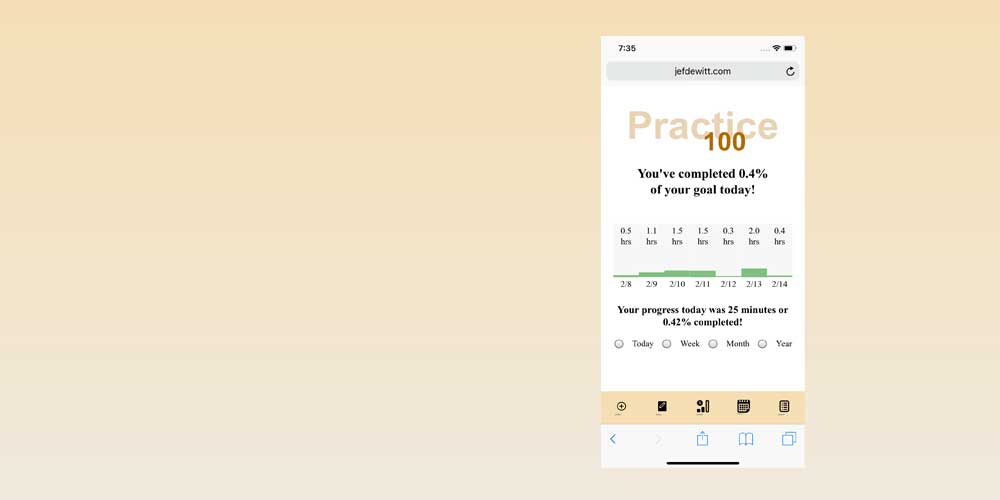 7:35
jefdewitt.com
Practice
100
You've completed 0.4%
of your goal today!
0.5 1.1 1.5 1.5 0.3 2.0 0.4
hrs hrs hrs hrs hrs hrs hrs
2/8 2/9 2/10 2/11 2/12 2/13 2/14
Your progress today was 25 minutes or
0.42% completed!
Today Week Month Year